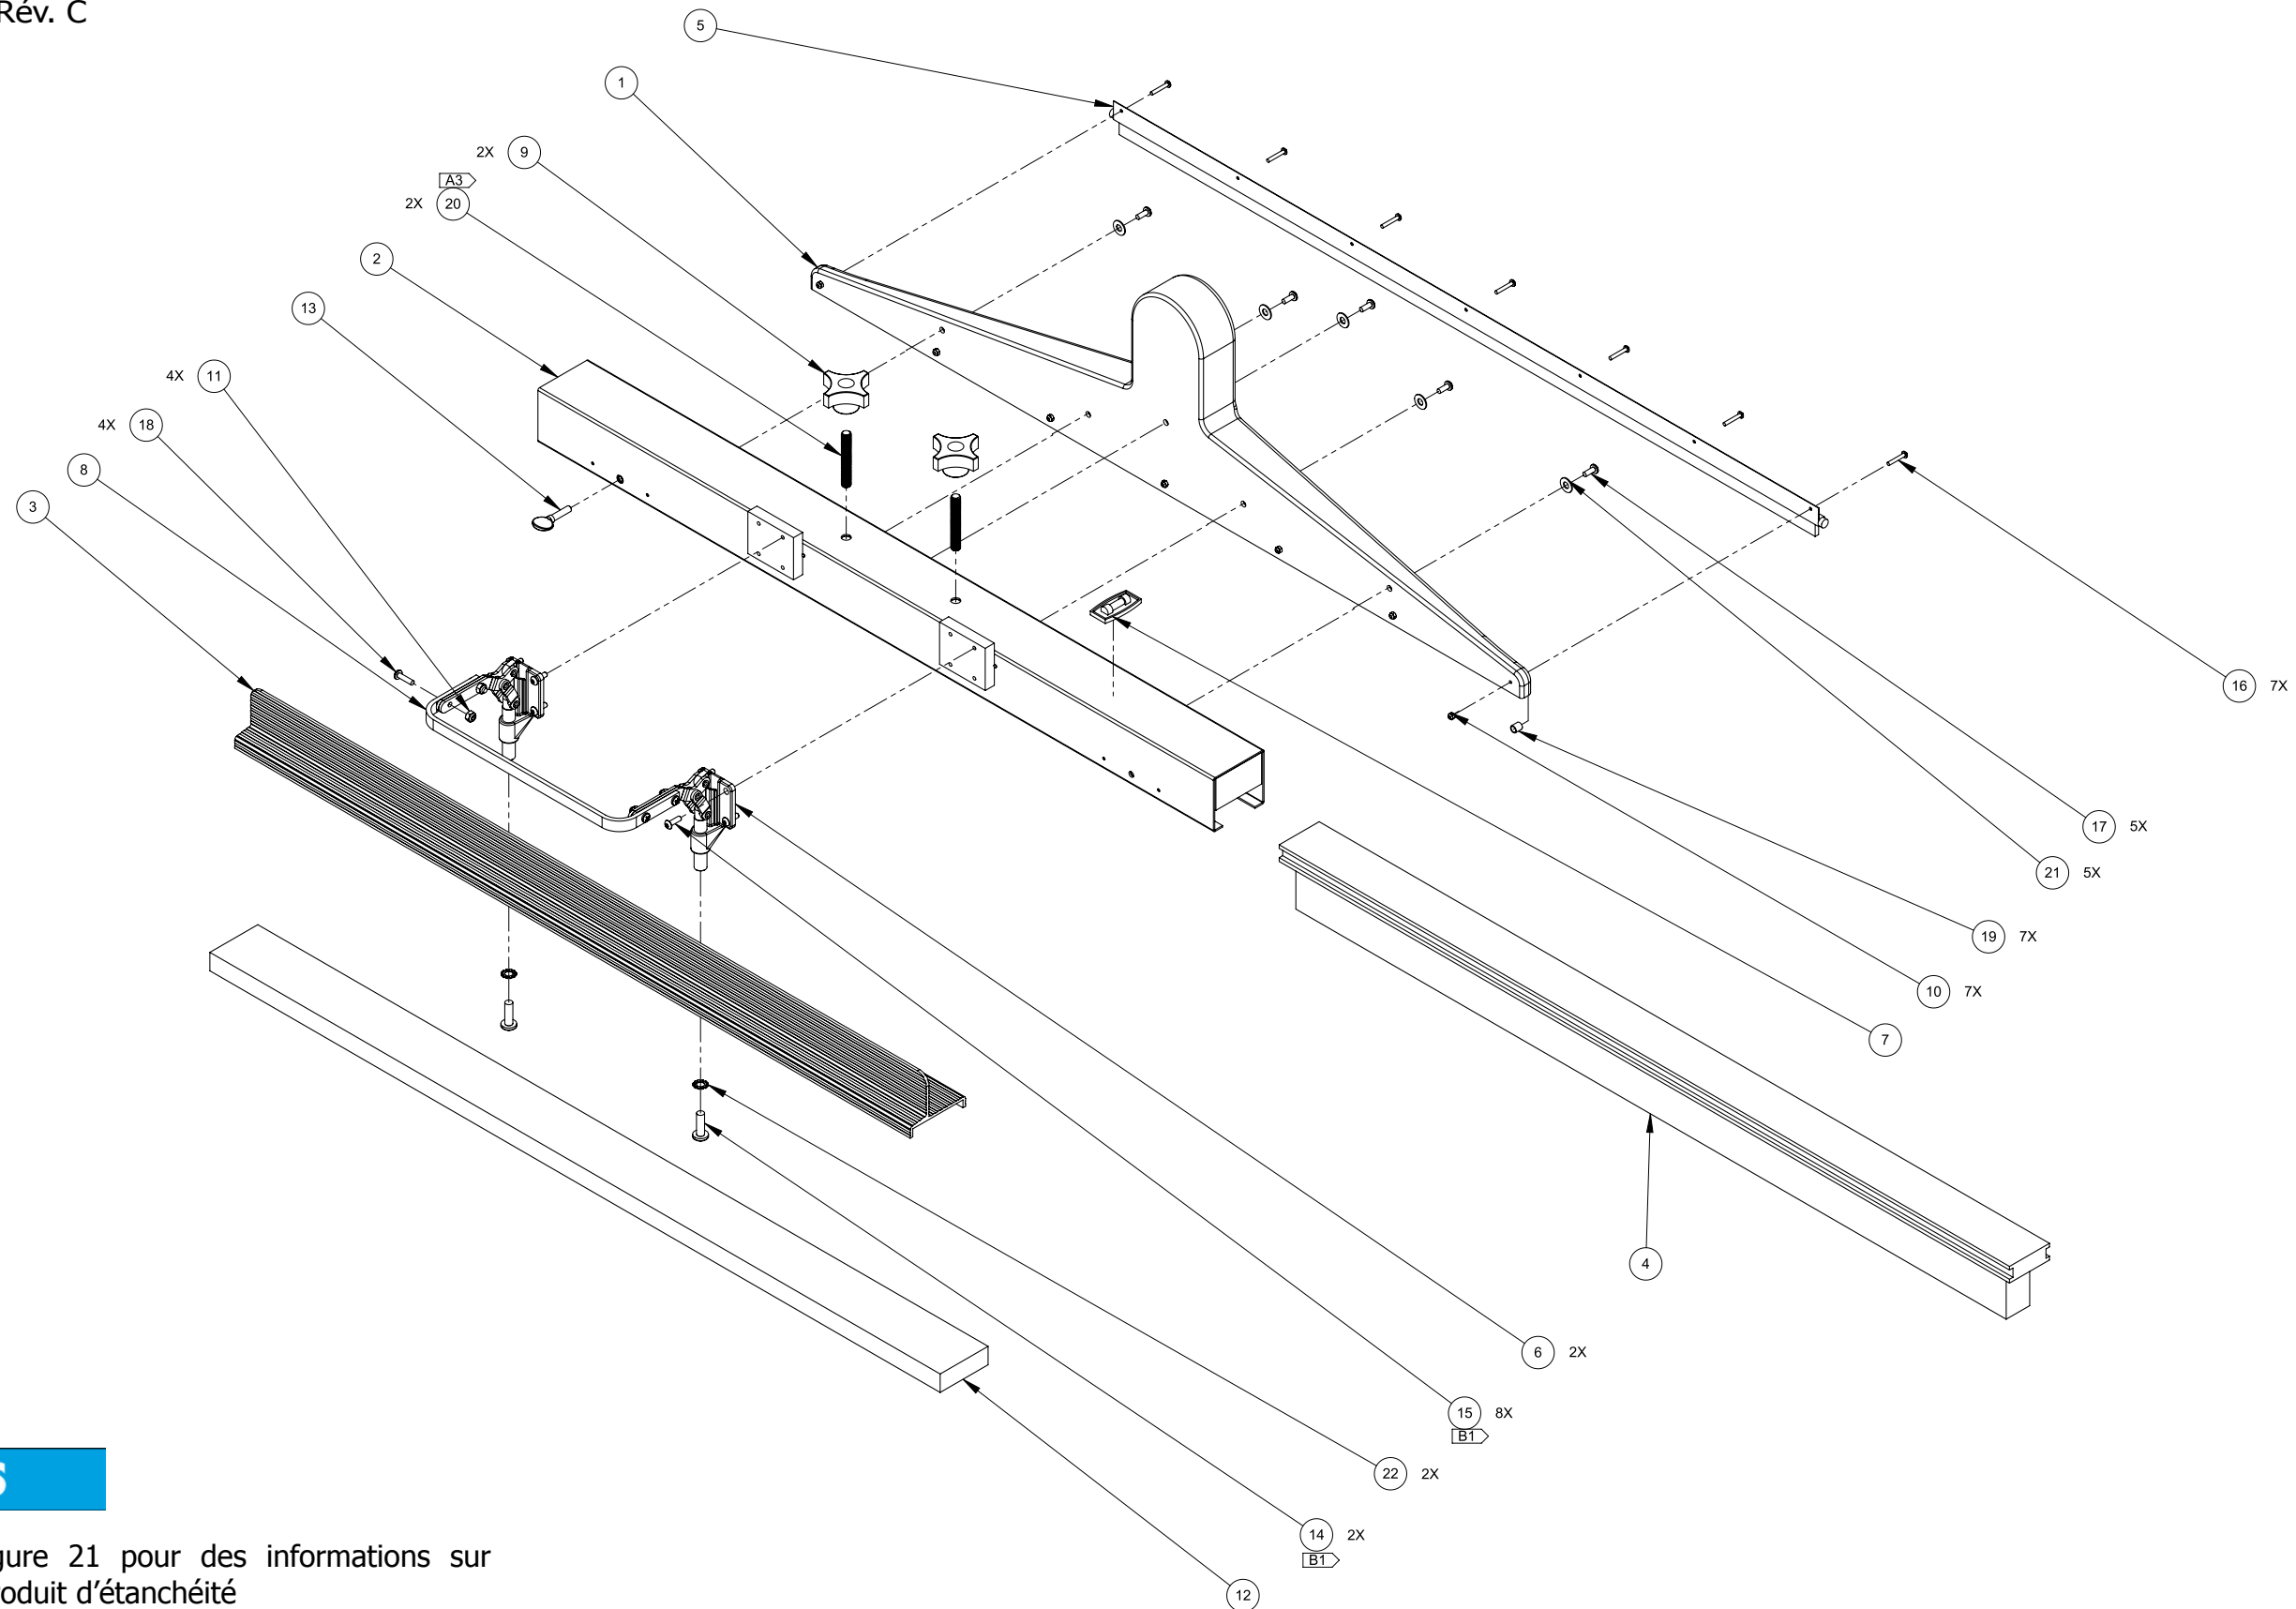 Rév. C
5
1
2X 9
A3
2X 20
2
13
4X 11
4X 18
8
3
16 7X
17 5X
21 5X
19 7X
10 7X
7
4
6 2X
15 8X
B1
22 2X
14 2X
B1
12
S
gure 21 pour des informations sur
roduit d’étanchéité